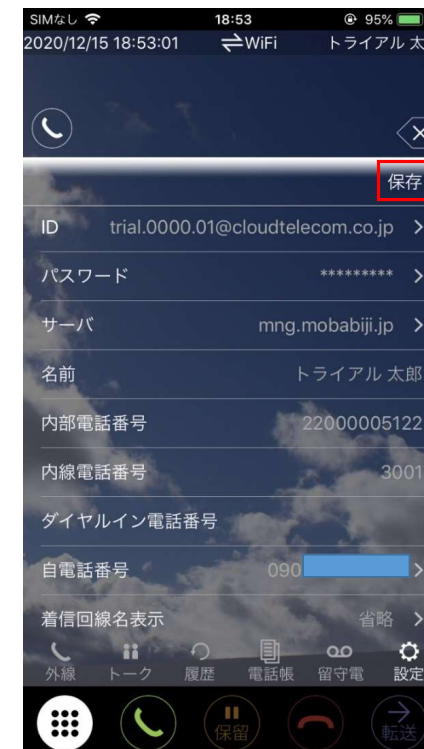 SIMなし 18:53 95%
2020/12/15 18:53:01 WiFi トライアル 太
保存
ID trial.0000.01@cloudtelecom.co.jp
パスワード *********
サーバ mng.mobabiji.jp
名前 トライアル 太郎
内部電話番号 22000005122
内線電話番号 3001
ダイヤルイン電話番号
自電話番号 090
着信回線名表示 省略
外線 トーク 履歴 電話帳 留守電 設定
保留 転送